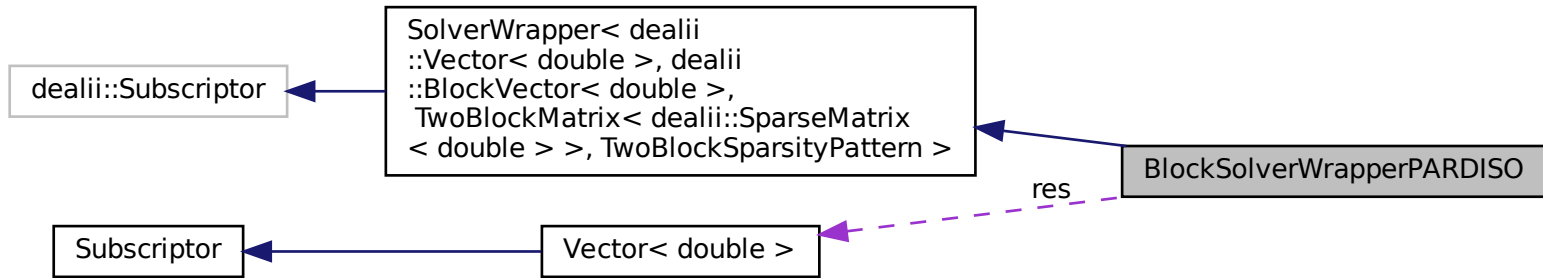 SolverWrapper< dealii
::Vector< double >, dealii
::BlockVector< double >,
TwoBlockMatrix< dealii::SparseMatrix
< double > >, TwoBlockSparsityPattern >
dealii::Subscriptor
BlockSolverWrapperPARDISO
res
Subscriptor
Vector< double >